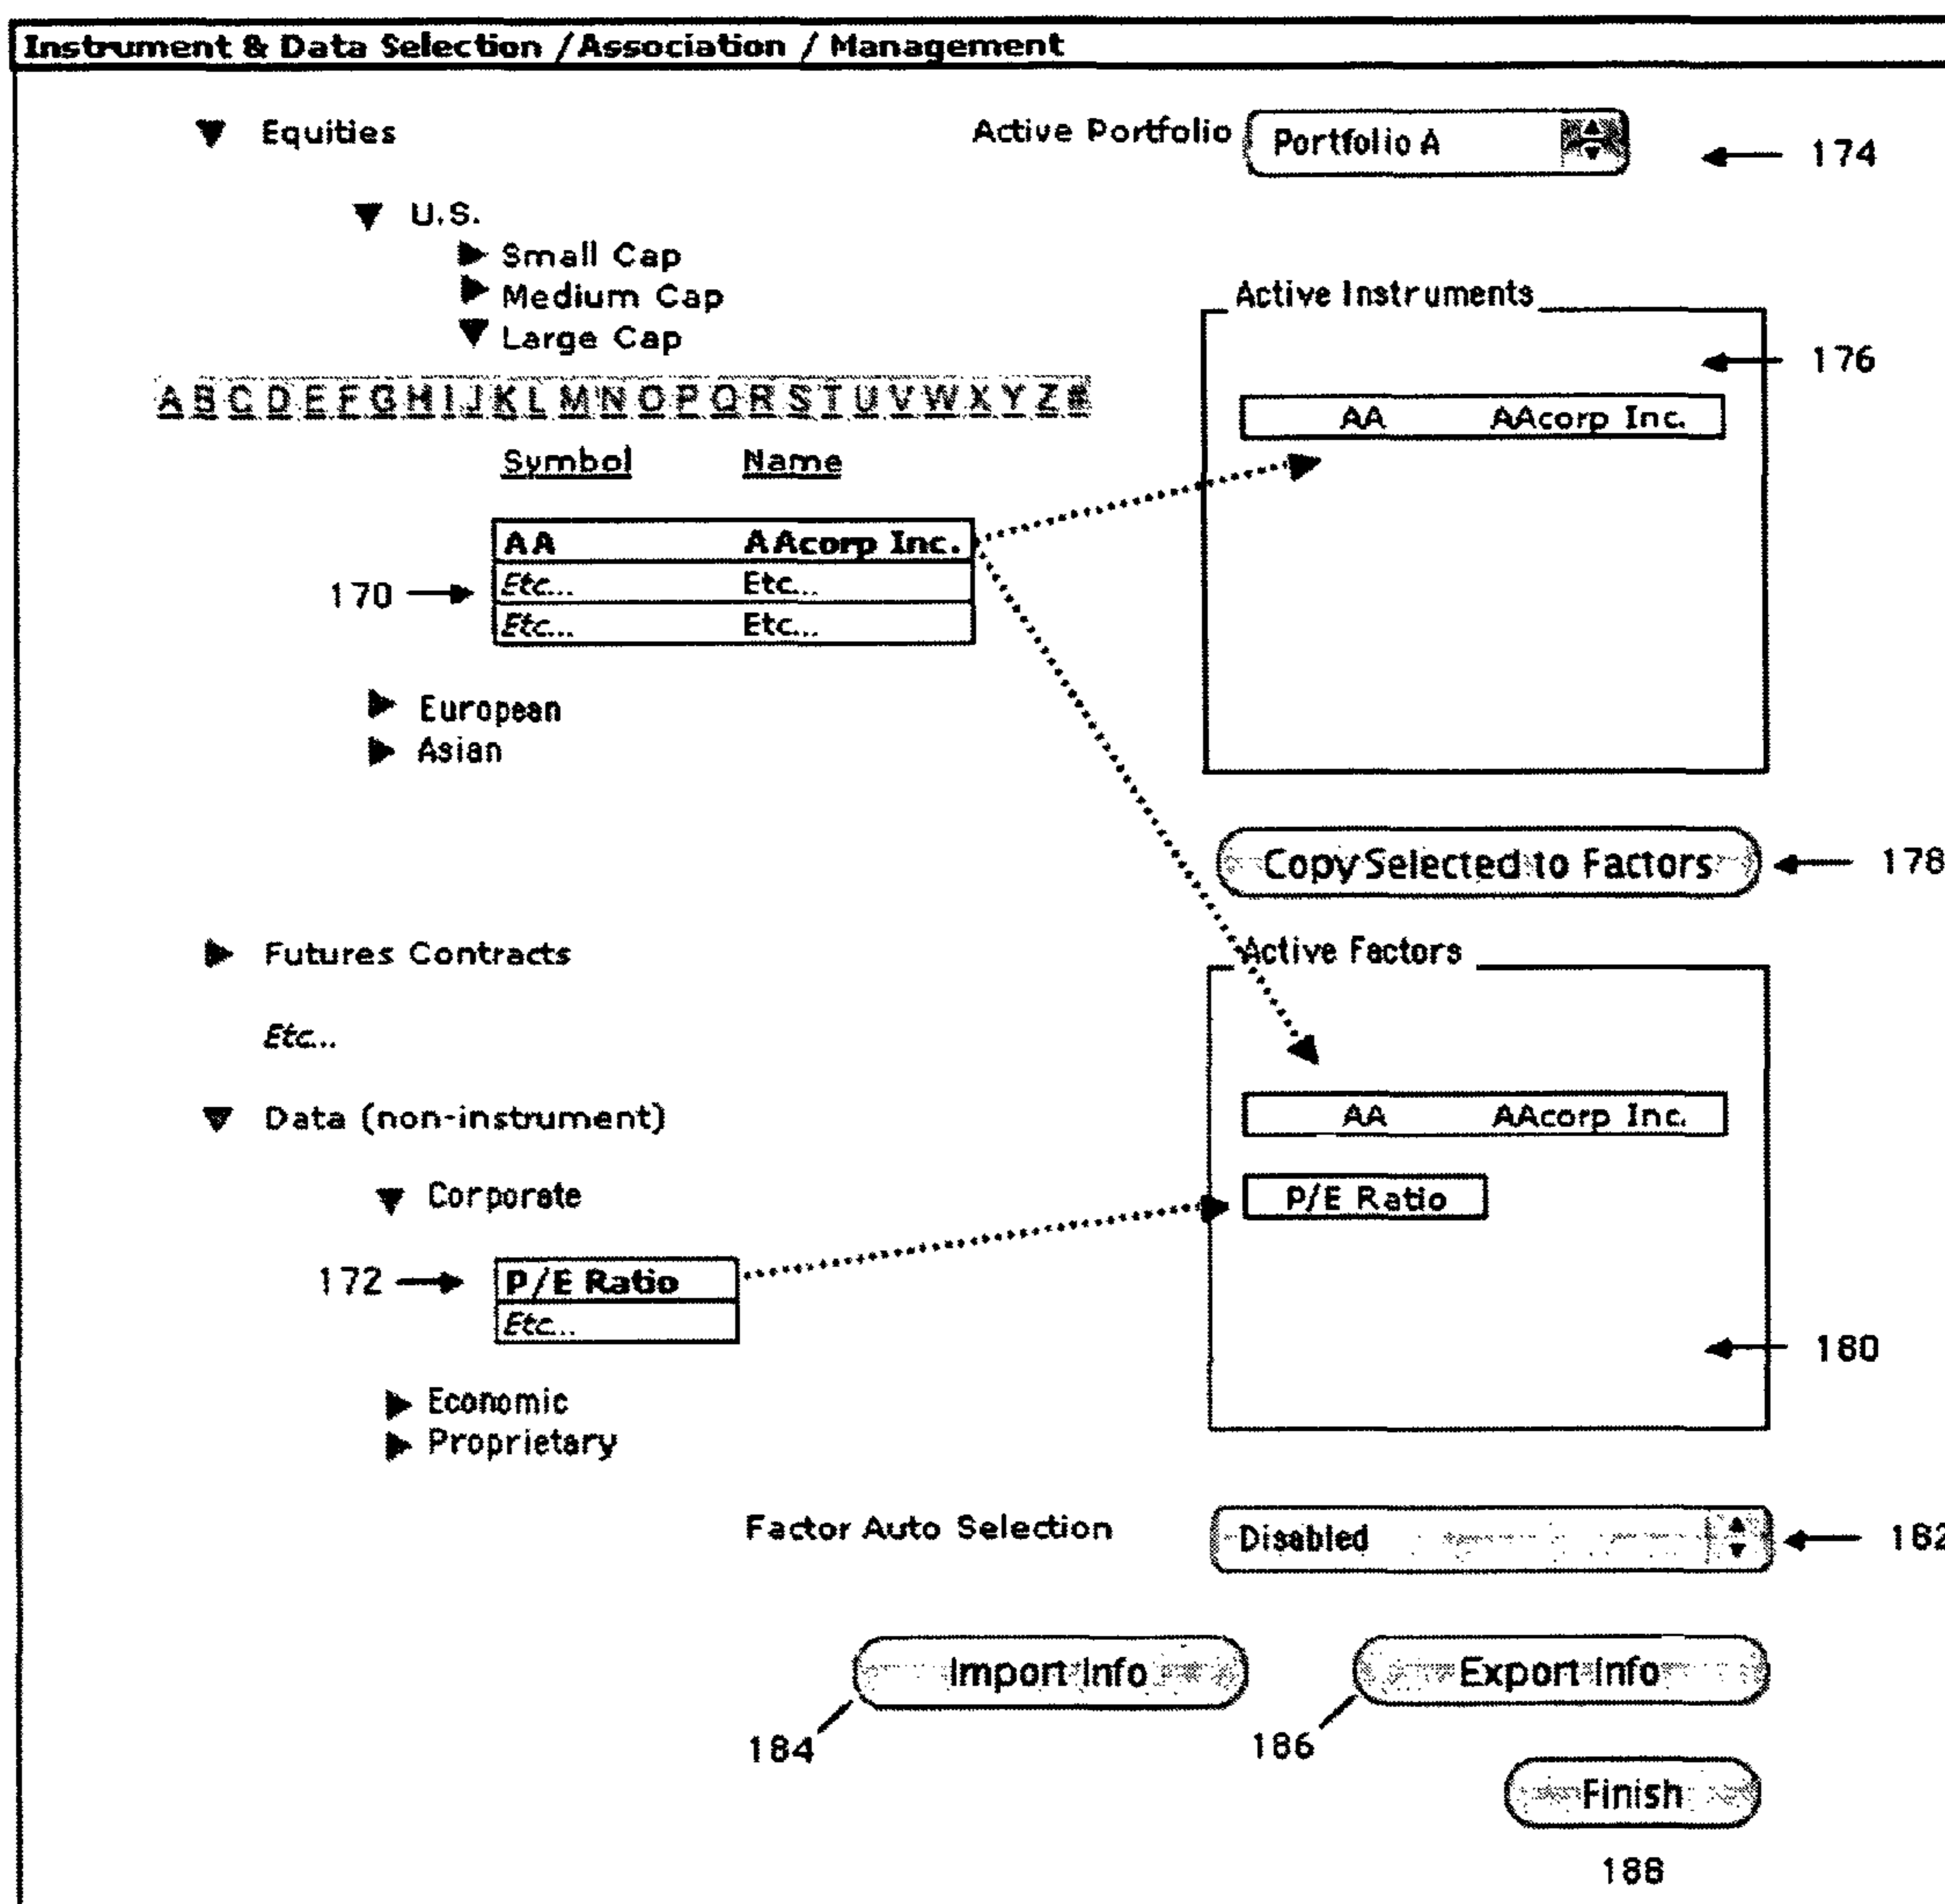 Instrument & Data Selection / Association / Management
Equities
Active Portfolio Portfolio A 174
U.S.
Small Cap
Medium Cap
Large Cap
Active Instruments
176
A B C D E F G H I J K L M N O P Q R S T U V W X Y Z #
AA AAcorp Inc.
Symbol Name
AA AAcorp Inc.
170 Etc... Etc...
Etc... Etc...
European
Asian
Copy Selected to Factors 178
Futures Contracts
Active Factors
Etc...
Data (non-instrument)
AA AAcorp Inc.
Corporate
P/E Ratio
172 P/E Ratio
Etc...
180
Economic
Proprietary
Factor Auto Selection Disabled 182
Import Info Export Info
184 186
Finish
188